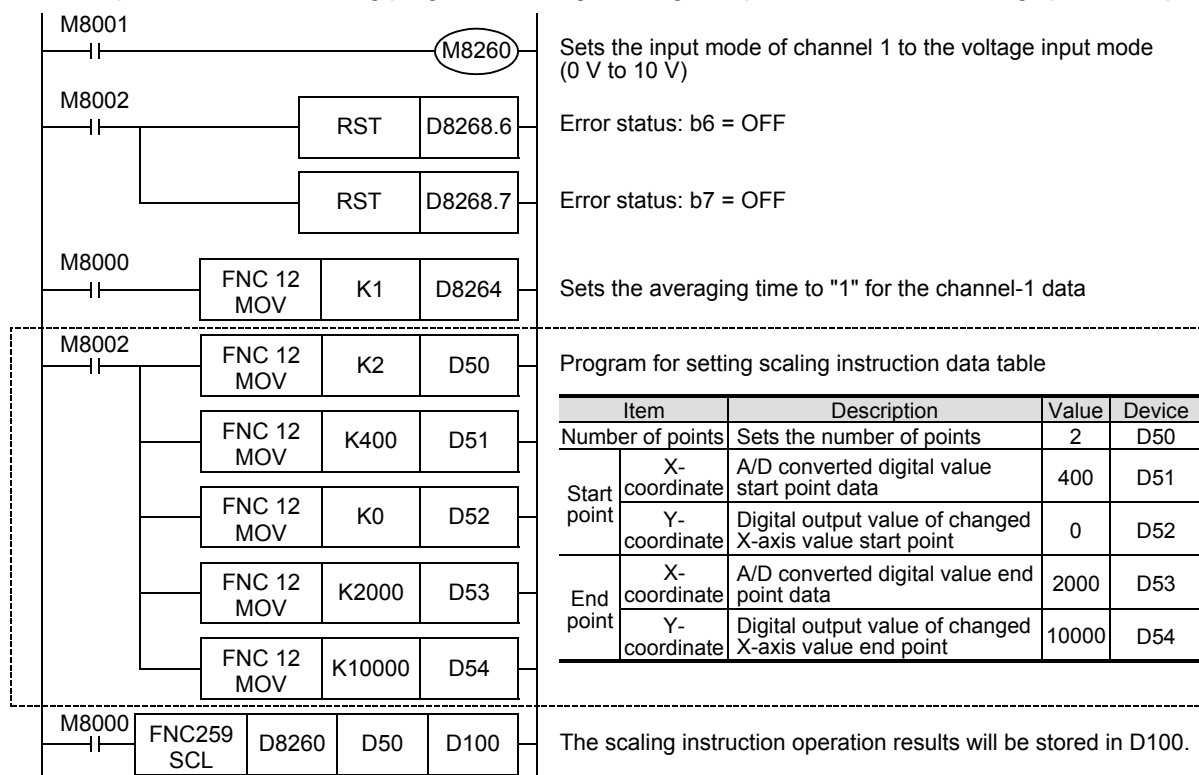 M8001
M8260
Sets the input mode of channel 1 to the voltage input mode
(0 V to 10 V)
M8002
RST D8268.6
Error status: b6 = OFF
RST D8268.7
Error status: b7 = OFF
M8000
FNC 12
MOV K1 D8264
Sets the averaging time to "1" for the channel-1 data
M8002
FNC 12
MOV K2 D50
Program for setting scaling instruction data table
FNC 12
MOV K400 D51
FNC 12
MOV K0 D52
FNC 12
MOV K2000 D53
FNC 12
MOV K10000 D54
Item Description Value Device
Number of points Sets the number of points 2 D50
Start point
X-coordinate A/D converted digital value start point data 400 D51
Y-coordinate Digital output value of changed X-axis value start point 0 D52
End point
X-coordinate A/D converted digital value end point data 2000 D53
Y-coordinate Digital output value of changed X-axis value end point 10000 D54
M8000
FNC259
SCL D8260 D50 D100
The scaling instruction operation results will be stored in D100.